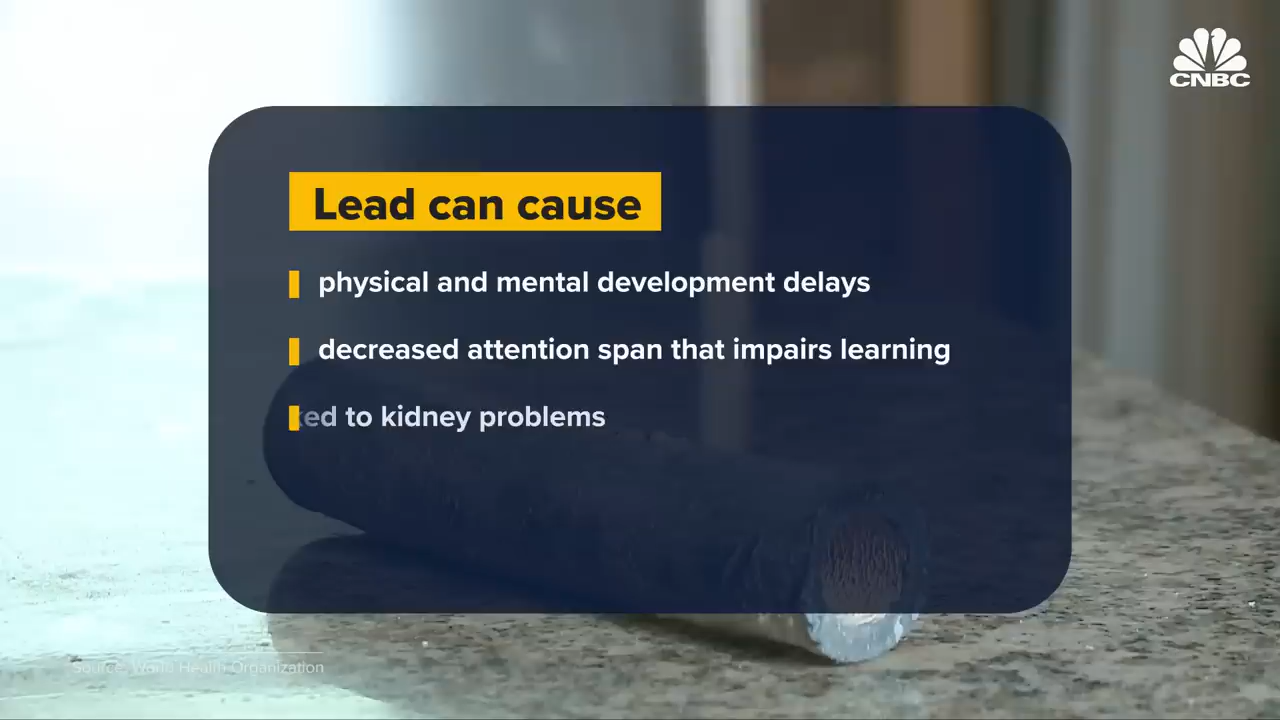 CNBC
Lead can cause
physical and mental development delays
decreased attention span that impairs learning
ed to kidney problems
Source: World Health Organization